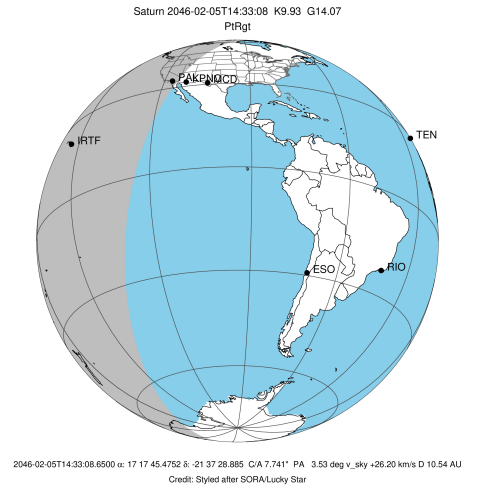 Saturn 2046-02-05T14:33:08 K9.93 G14.07
PtRgt
PAL
KPNO
MCD
IRTF
TEN
ESO
RIO
2046-02-05T14:33:08.6500 α: 17 17 45.4752 δ: -21 37 28.885 C/A 7.741" PA 3.53 deg v_sky +26.20 km/s D 10.54 AU
Credit: Styled after SORA/Lucky Star